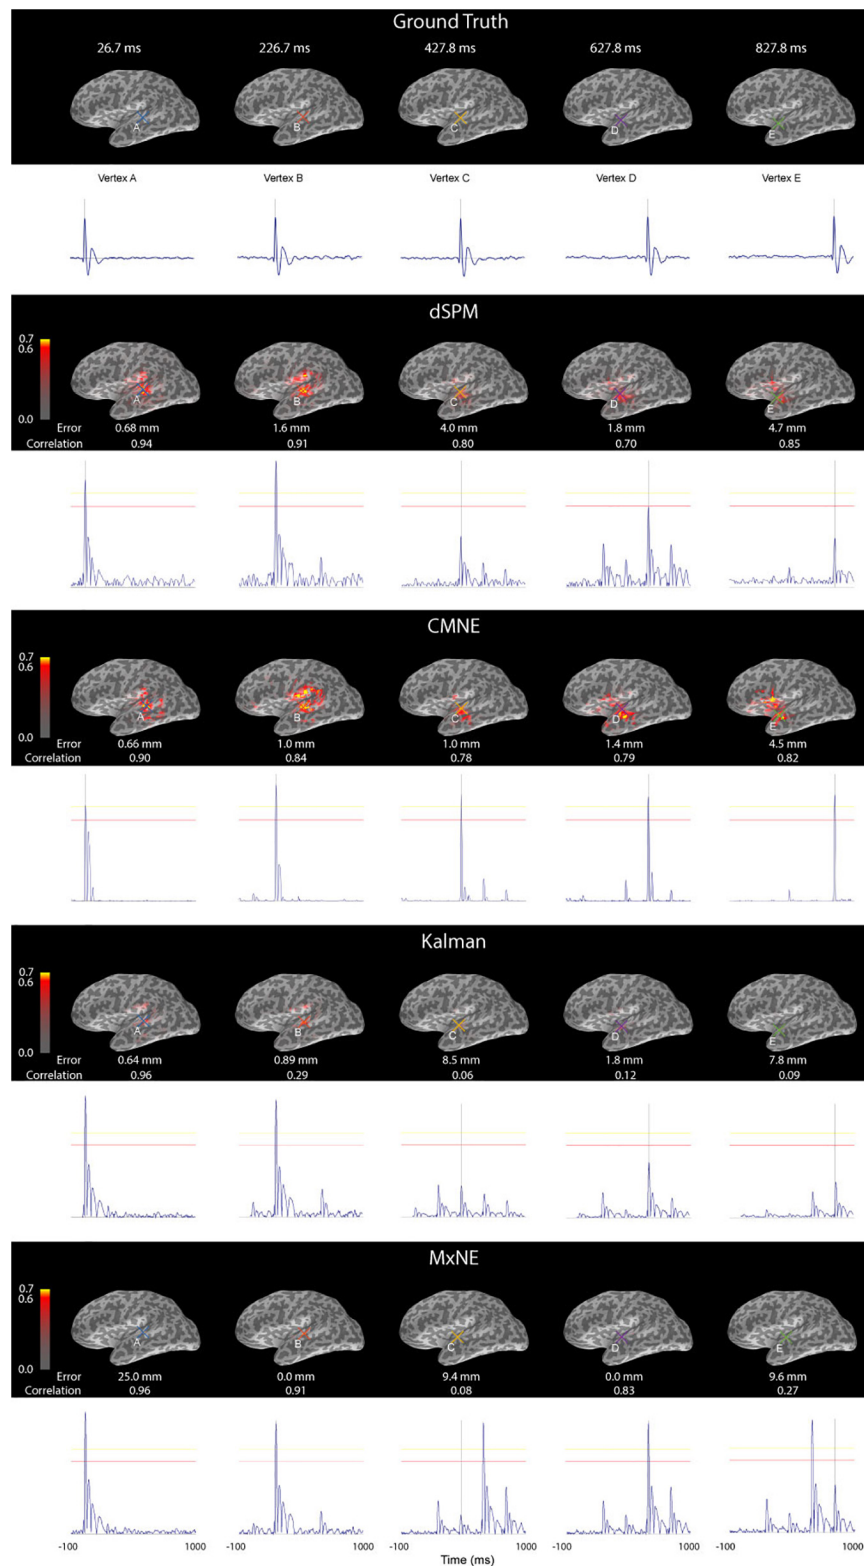 Ground Truth
26.7 ms 226.7 ms 427.8 ms 627.8 ms 827.8 ms
A B C D E
Vertex A Vertex B Vertex C Vertex D Vertex E
dSPM
0.7
0.6
A B C D E
0.0
Error 0.68 mm 1.6 mm 4.0 mm 1.8 mm 4.7 mm
Correlation 0.94 0.91 0.80 0.70 0.85
CMNE
0.7
0.6
A B C D E
0.0
Error 0.66 mm 1.0 mm 1.0 mm 1.4 mm 4.5 mm
Correlation 0.90 0.84 0.78 0.79 0.82
Kalman
0.7
0.6
A B C D E
0.0
Error 0.64 mm 0.89 mm 8.5 mm 1.8 mm 7.8 mm
Correlation 0.96 0.29 0.06 0.12 0.09
MxNE
0.7
0.6
A B C D E
0.0
Error 25.0 mm 0.0 mm 9.4 mm 0.0 mm 9.6 mm
Correlation 0.96 0.91 0.08 0.83 0.27
-100 1000 -100 1000 -100 1000 -100 1000 -100 1000
Time (ms)